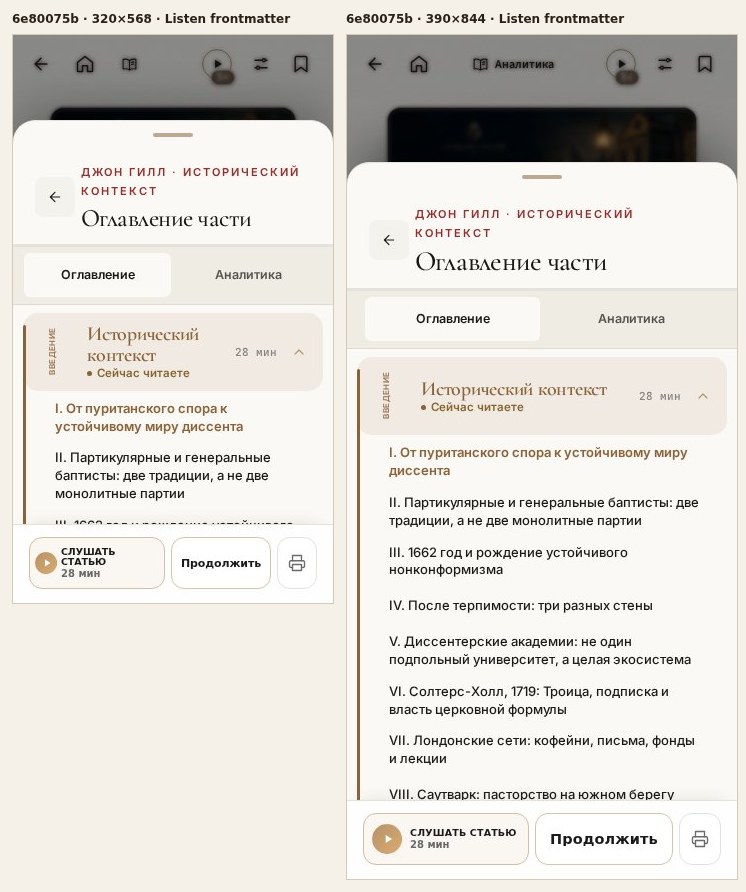 6e80075b · 320×568 · Listen frontmatter
ДЖОН ГИЛЛ · ИСТОРИЧЕСКИЙ
КОНТЕКСТ
Оглавление части
Оглавление
Аналитика
ВВЕДЕНИЕ
Исторический
контекст
Сейчас читаете
28 мин
I. От пуританского спора к
устойчивому миру диссента
II. Партикулярные и генеральные
баптисты: две традиции, а не две
монолитные партии
III. 1662 год и рождение устойчивого
СЛУШАТЬ
СТАТЬЮ
28 мин
Продолжить
6e80075b · 390×844 · Listen frontmatter
Аналитика
ДЖОН ГИЛЛ · ИСТОРИЧЕСКИЙ
КОНТЕКСТ
Оглавление части
Оглавление
Аналитика
ВВЕДЕНИЕ
Исторический контекст
Сейчас читаете
28 мин
I. От пуританского спора к устойчивому миру
диссента
II. Партикулярные и генеральные баптисты: две
традиции, а не две монолитные партии
III. 1662 год и рождение устойчивого
нонконформизма
IV. После терпимости: три разных стены
V. Диссентерские академии: не один
подпольный университет, а целая экосистема
VI. Солтерс-Холл, 1719: Троица, подписка и
власть церковной формулы
VII. Лондонские сети: кофейни, письма, фонды
и лекции
VIII. Саутварк: пасторство на южном берегу
СЛУШАТЬ СТАТЬЮ
28 мин
Продолжить